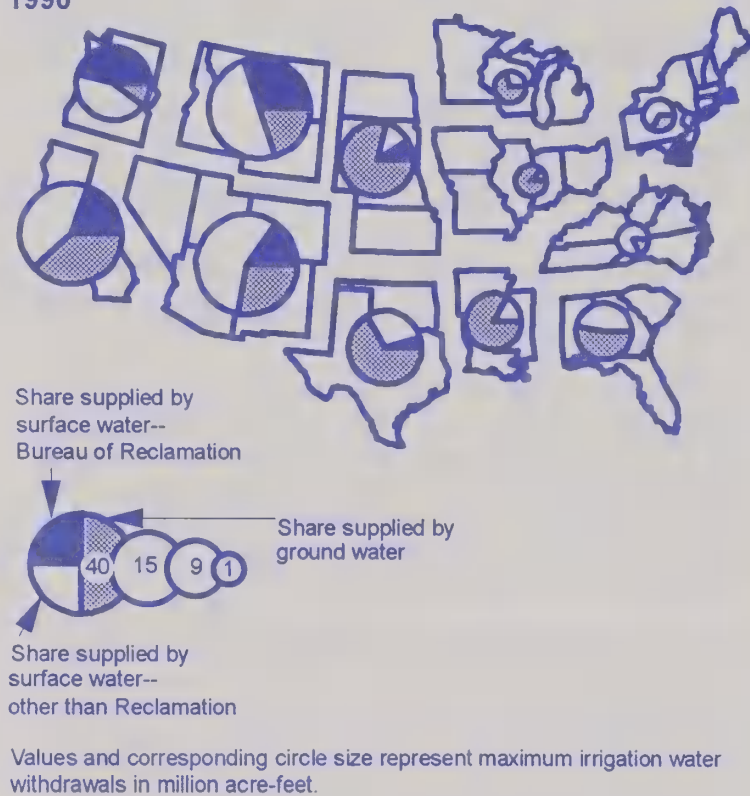 1990
Share supplied by
surface water--
Bureau of Reclamation
Share supplied by
ground water
40 15 9 1
Share supplied by
surface water--
other than Reclamation
Values and corresponding circle size represent maximum irrigation water
withdrawals in million acre-feet.